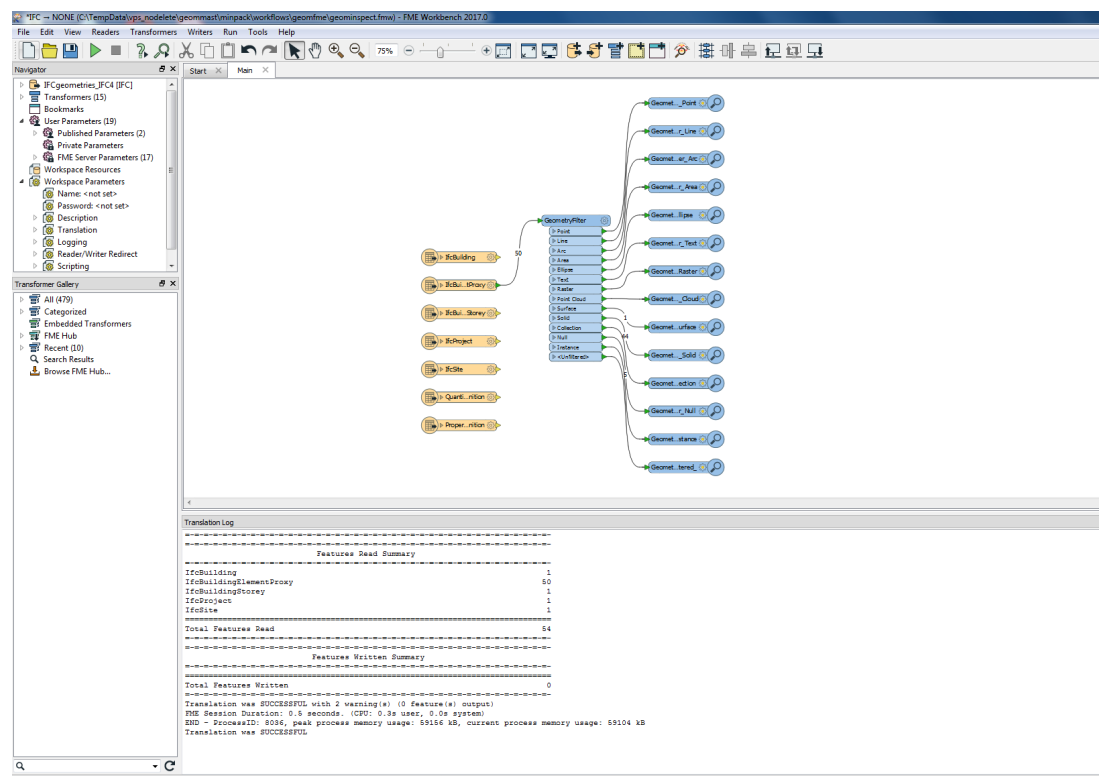 *IFC → NONE (C:\TempData\vps_nodelete\geommast\minpack\workflows\geomfme\geominspect.fmw) - FME Workbench 2017.0
File Edit View Readers Transformers Writers Run Tools Help
75%
Navigator
Start
Main
IFCgeometries_IFC4 [IFC]
Transformers (15)
Bookmarks
User Parameters (19)
Published Parameters (2)
Private Parameters
FME Server Parameters (17)
Workspace Resources
Workspace Parameters
Name: <not set>
Password: <not set>
Description
Translation
Logging
Reader/Writer Redirect
Scripting
Transformer Gallery
All (479)
Categorized
Embedded Transformers
FME Hub
Recent (10)
Search Results
Browse FME Hub...
IfcBuilding
IfcBui...tProxy
IfcBui...Storey
IfcProject
IfcSite
Quanti...nition
Proper...nition
50
GeometryFilter
Point
Line
Arc
Area
Ellipse
Text
Raster
Point Cloud
Surface
Solid
Collection
Null
Instance
<Unfiltered>
1
44
5
Geomet..._Point
Geomet...r_Line
Geomet...er_Arc
Geomet...r_Area
Geomet...llipse
Geomet...r_Text
Geomet...Raster
Geomet..._Cloud
Geomet...urface
Geomet..._Solid
Geomet...ection
Geomet...r_Null
Geomet...stance
Geomet...tered_
Translation Log
=-=-=-=-=-=-=-=-=-=-=-=-=-=-=-=-=-=-=-=-=-=-=-=-=-=-=-=-=-=-=-=-=-=-=-=-=-=-
=-=-=-=-=-=-=-=-=-=-=-=-=-=-=-=-=-=-=-=-=-=-=-=-=-=-=-=-=-=-=-=-=-=-=-=-=-=-
Features Read Summary
=-=-=-=-=-=-=-=-=-=-=-=-=-=-=-=-=-=-=-=-=-=-=-=-=-=-=-=-=-=-=-=-=-=-=-=-=-=-
IfcBuilding 1
IfcBuildingElementProxy 50
IfcBuildingStorey 1
IfcProject 1
IfcSite 1
==============================================================================
Total Features Read 54
=-=-=-=-=-=-=-=-=-=-=-=-=-=-=-=-=-=-=-=-=-=-=-=-=-=-=-=-=-=-=-=-=-=-=-=-=-=-
=-=-=-=-=-=-=-=-=-=-=-=-=-=-=-=-=-=-=-=-=-=-=-=-=-=-=-=-=-=-=-=-=-=-=-=-=-=-
Features Written Summary
=-=-=-=-=-=-=-=-=-=-=-=-=-=-=-=-=-=-=-=-=-=-=-=-=-=-=-=-=-=-=-=-=-=-=-=-=-=-
==============================================================================
Total Features Written 0
=-=-=-=-=-=-=-=-=-=-=-=-=-=-=-=-=-=-=-=-=-=-=-=-=-=-=-=-=-=-=-=-=-=-=-=-=-=-
Translation was SUCCESSFUL with 2 warning(s) (0 feature(s) output)
FME Session Duration: 0.5 seconds. (CPU: 0.3s user, 0.0s system)
END - ProcessID: 8036, peak process memory usage: 59156 kB, current process memory usage: 59104 kB
Translation was SUCCESSFUL